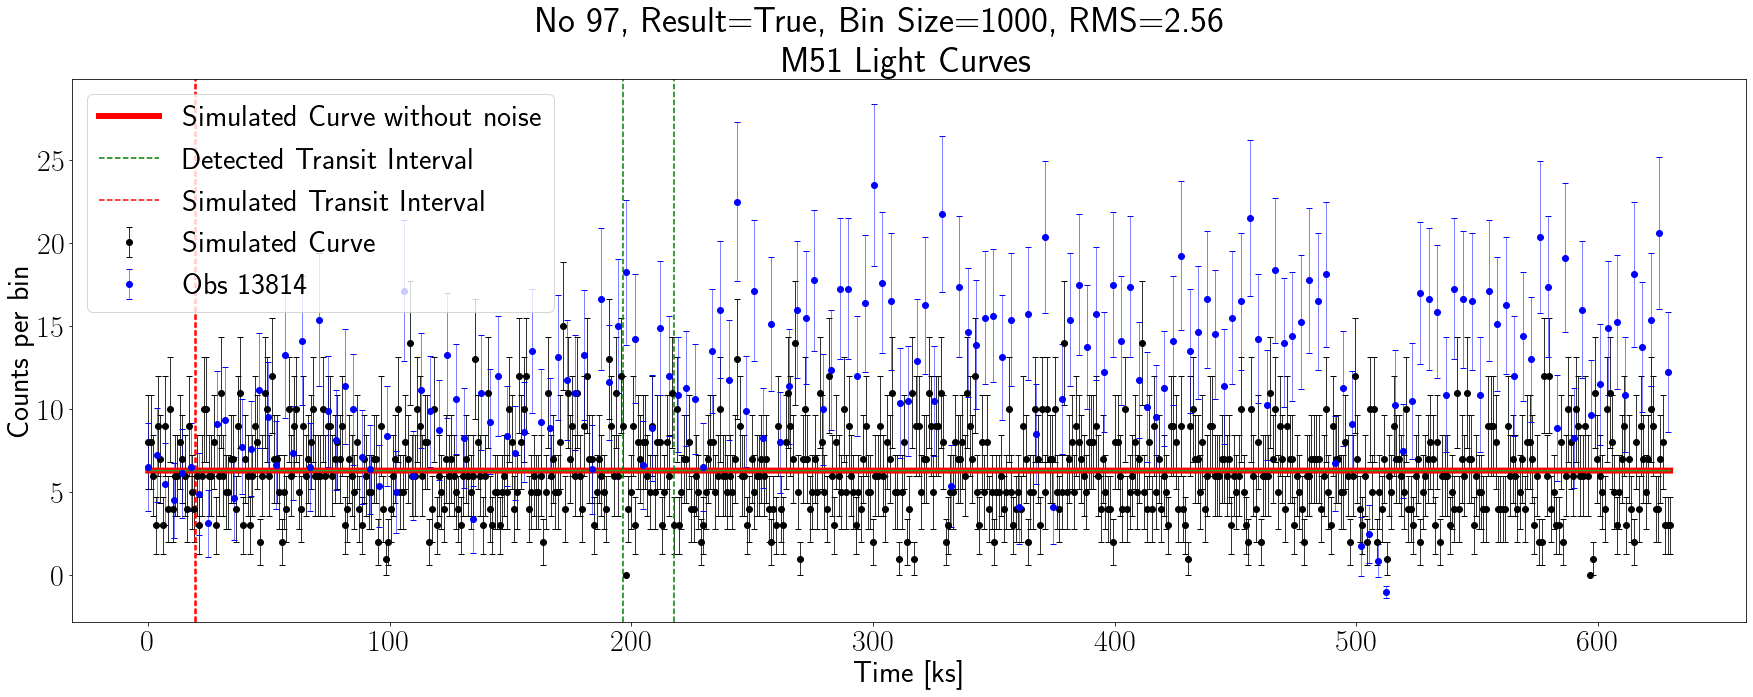 No 97, Result=True, Bin Size=1000, RMS=2.56
M51 Light Curves
Simulated Curve without noise
Detected Transit Interval
Simulated Transit Interval
Simulated Curve
Obs 13814
Counts per bin
25
20
15
10
5
0
0 100 200 300 400 500 600
Time [ks]